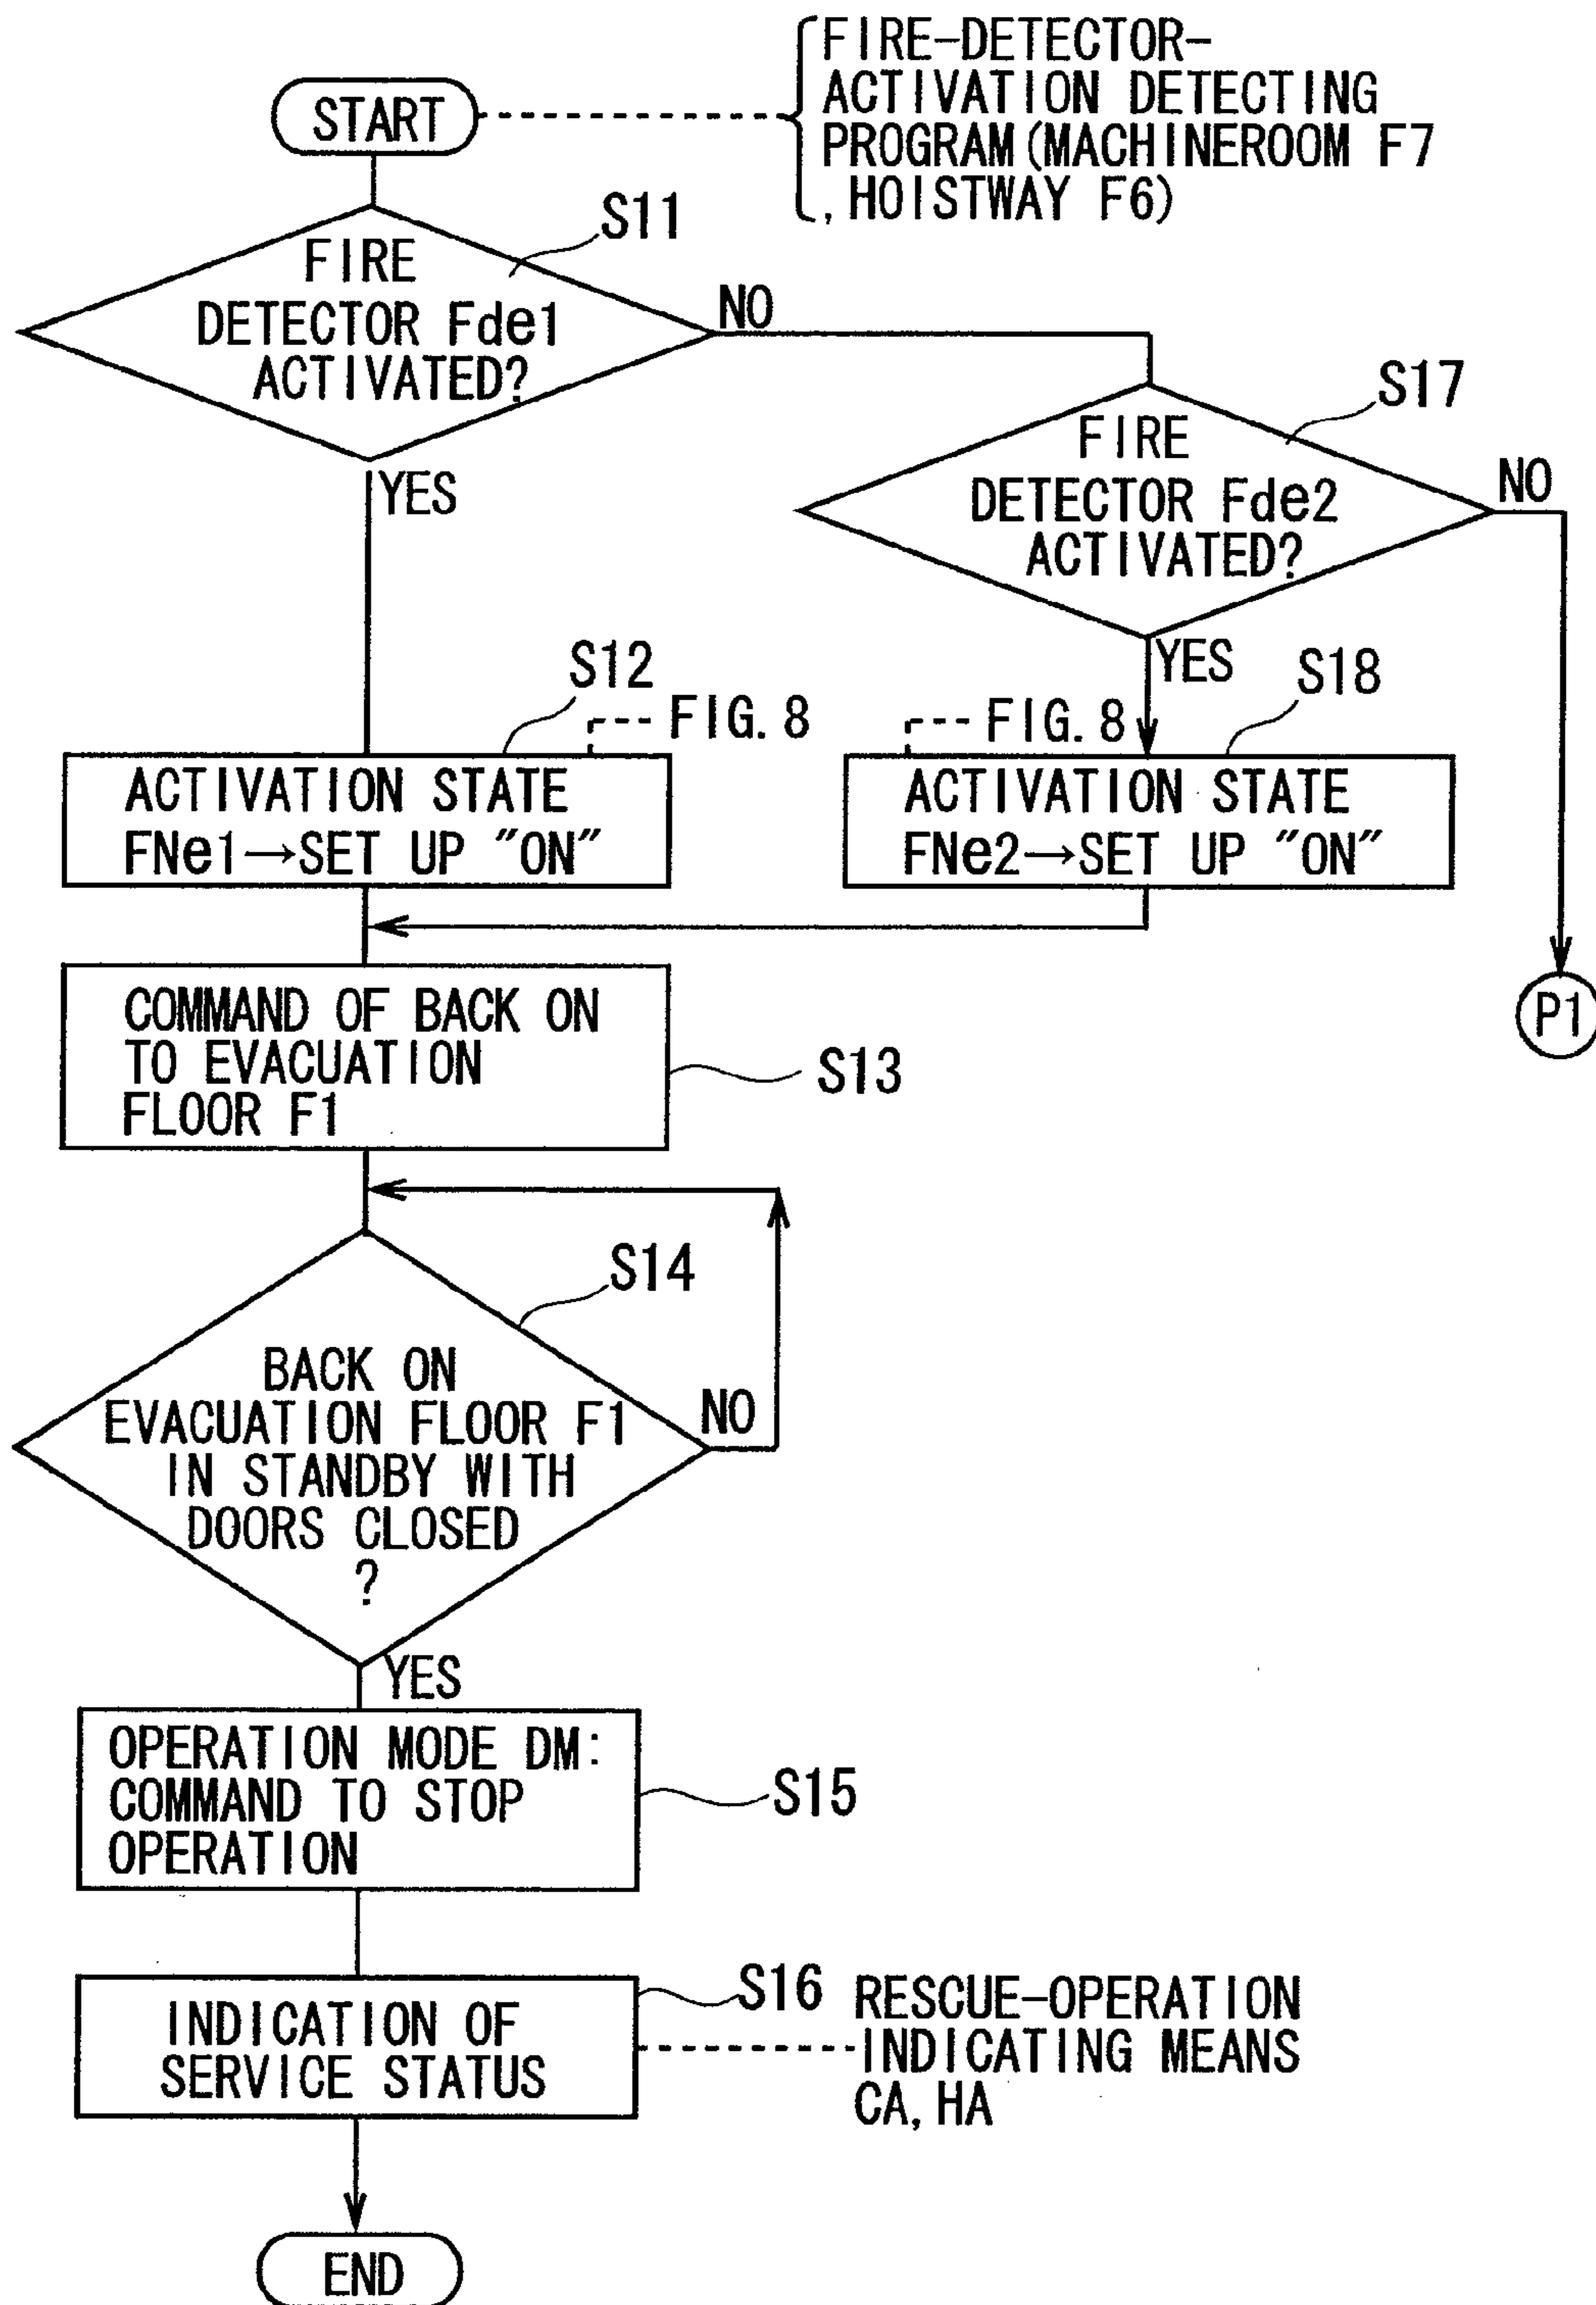 START
FIRE-DETECTOR-
ACTIVATION DETECTING
PROGRAM(MACHINEROOM F7
, HOISTWAY F6)
S11
FIRE
DETECTOR Fde1
ACTIVATED?
NO
YES
S17
FIRE
DETECTOR Fde2
ACTIVATED?
NO
YES
S12
FIG. 8
ACTIVATION STATE
FNe1→SET UP "ON"
S18
FIG. 8
ACTIVATION STATE
FNe2→SET UP "ON"
P1
COMMAND OF BACK ON
TO EVACUATION
FLOOR F1
S13
S14
BACK ON
EVACUATION FLOOR F1
IN STANDBY WITH
DOORS CLOSED
?
NO
YES
OPERATION MODE DM:
COMMAND TO STOP
OPERATION
S15
INDICATION OF
SERVICE STATUS
S16
RESCUE-OPERATION
INDICATING MEANS
CA, HA
END